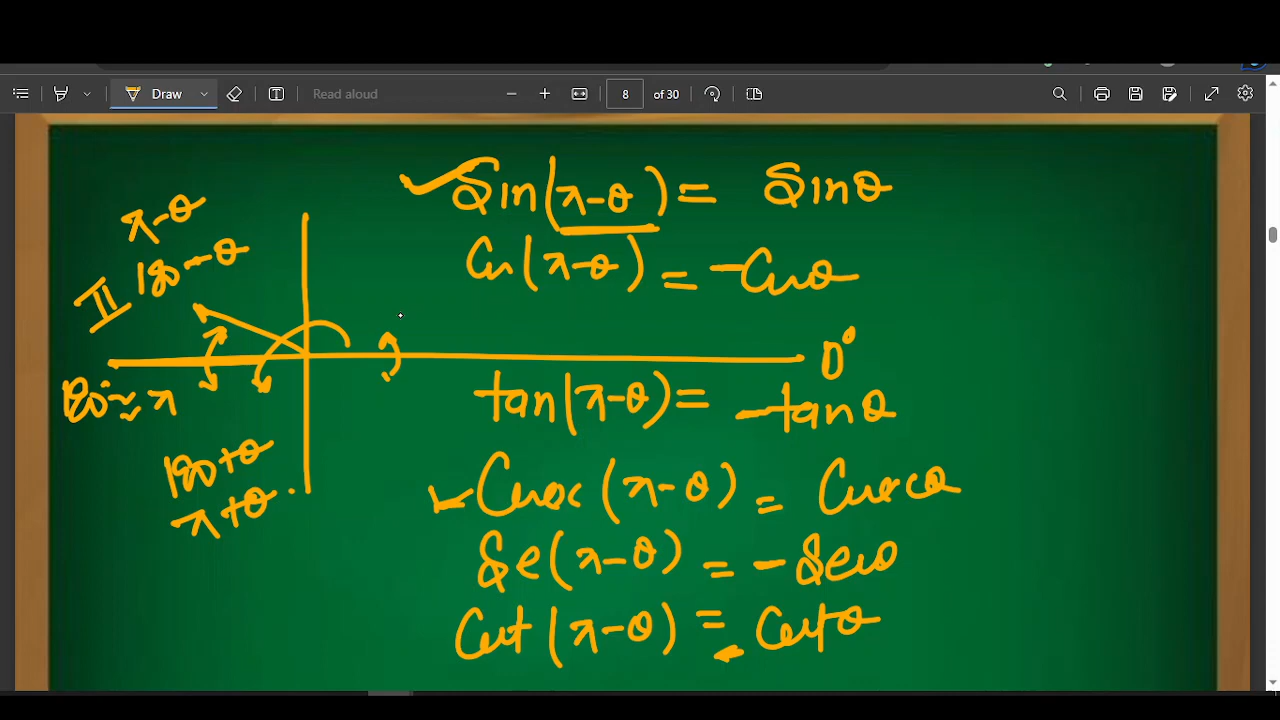 Draw
Read aloud
8 of 30
Sin(π-θ) = Sinθ
π-θ
II 180-θ
Cos(π-θ) = -Cosθ
0°
180° ≈ π
tan(π-θ) = -tanθ
180+θ
π+θ
Cosec(π-θ) = Cosecθ
Sec(π-θ) = -Secθ
Cot(π-θ) = -Cotθ